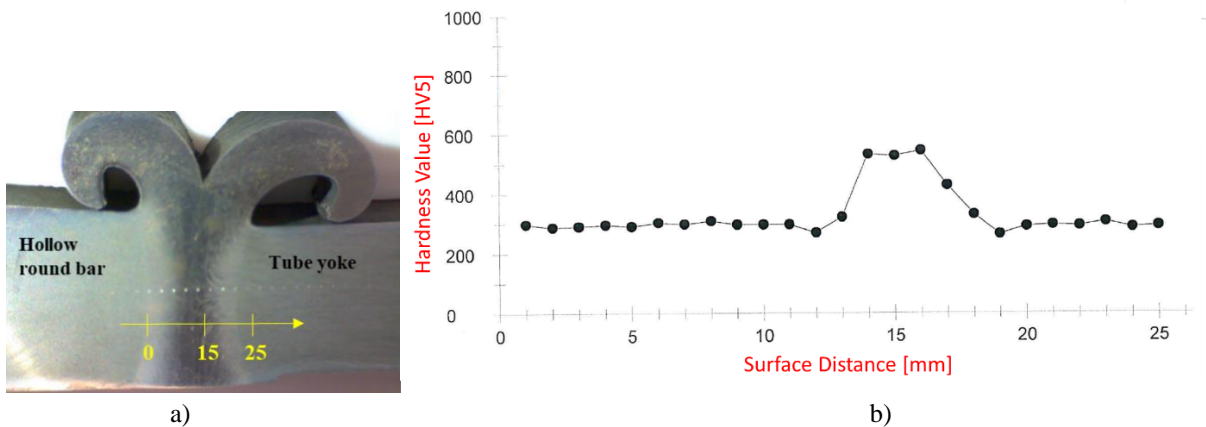 Hollow
round bar
Tube yoke
0
15
25
a)
1000
800
600
400
200
0
Hardness Value [HV5]
0
5
10
15
20
25
Surface Distance [mm]
b)